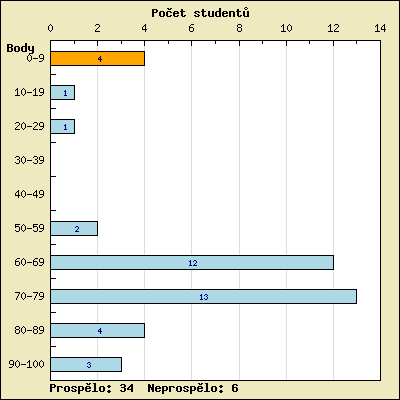 Počet studentů
0 2 4 6 8 10 12 14
Body
0-9 4
10-19 1
20-29 1
30-39
40-49
50-59 2
60-69 12
70-79 13
80-89 4
90-100 3
Prospělo: 34 Neprospělo: 6